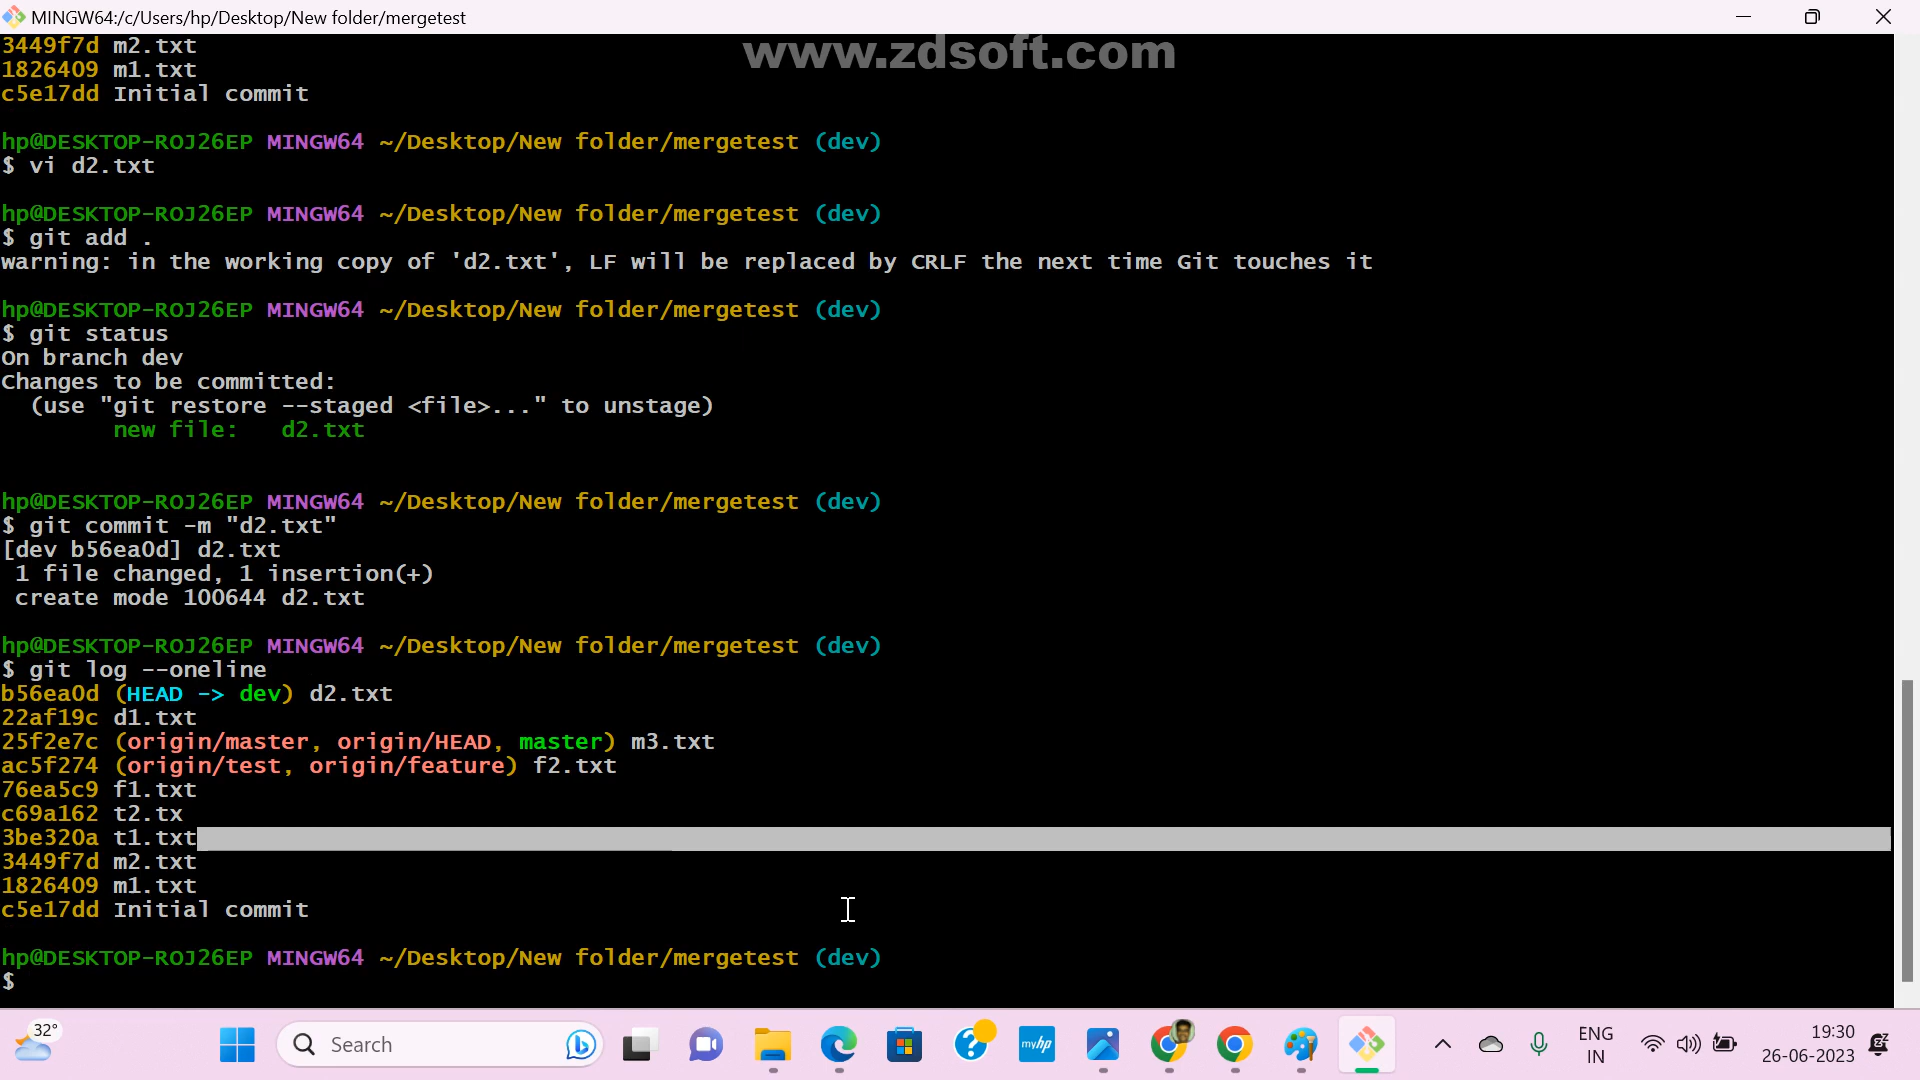 MINGW64:/c/Users/hp/Desktop/New folder/mergetest
www.zdsoft.com
3449f7d m2.txt
1826409 m1.txt
c5e17dd Initial commit
hp@DESKTOP-ROJ26EP MINGW64 ~/Desktop/New folder/mergetest (dev)
$ vi d2.txt
hp@DESKTOP-ROJ26EP MINGW64 ~/Desktop/New folder/mergetest (dev)
$ git add .
warning: in the working copy of 'd2.txt', LF will be replaced by CRLF the next time Git touches it
hp@DESKTOP-ROJ26EP MINGW64 ~/Desktop/New folder/mergetest (dev)
$ git status
On branch dev
Changes to be committed:
  (use "git restore --staged <file>..." to unstage)
        new file:   d2.txt
hp@DESKTOP-ROJ26EP MINGW64 ~/Desktop/New folder/mergetest (dev)
$ git commit -m "d2.txt"
[dev b56ea0d] d2.txt
 1 file changed, 1 insertion(+)
 create mode 100644 d2.txt
hp@DESKTOP-ROJ26EP MINGW64 ~/Desktop/New folder/mergetest (dev)
$ git log --oneline
b56ea0d (HEAD -> dev) d2.txt
22af19c d1.txt
25f2e7c (origin/master, origin/HEAD, master) m3.txt
ac5f274 (origin/test, origin/feature) f2.txt
76ea5c9 f1.txt
c69a162 t2.tx
3be320a t1.txt
3449f7d m2.txt
1826409 m1.txt
c5e17dd Initial commit
hp@DESKTOP-ROJ26EP MINGW64 ~/Desktop/New folder/mergetest (dev)
$
32°
Search
myhp
ENG
IN
19:30
26-06-2023